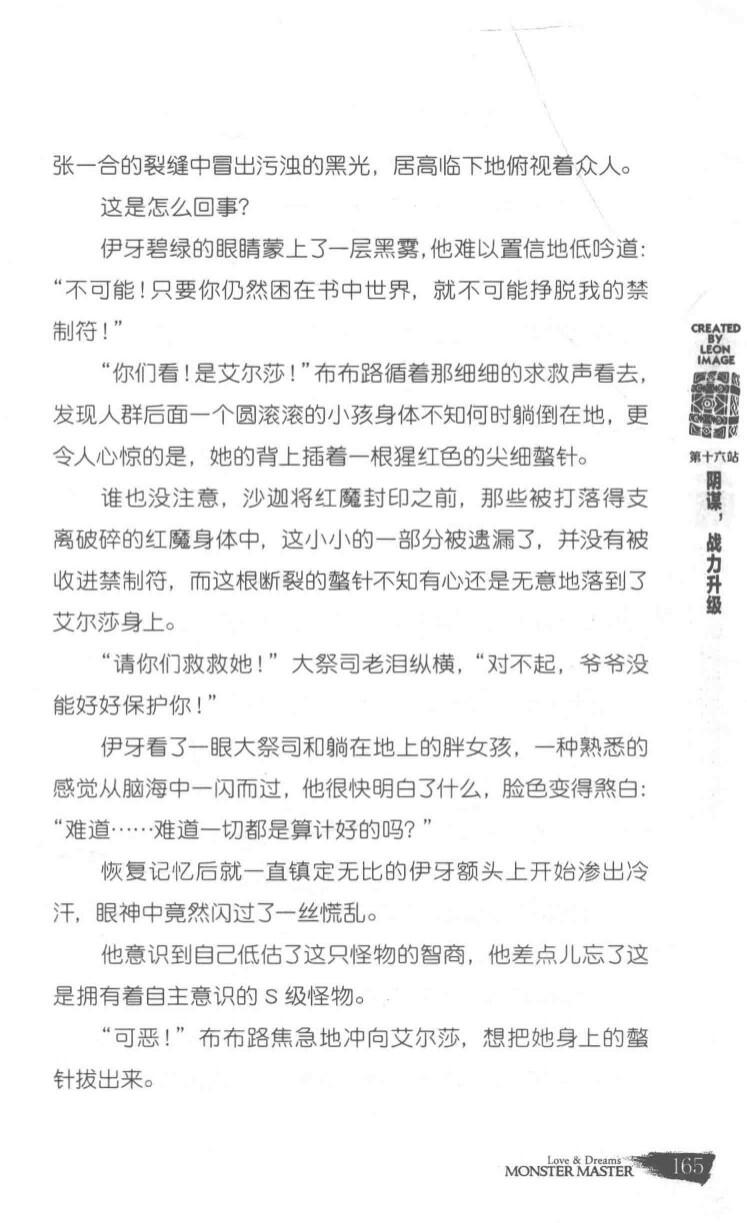 张一合的裂缝中冒出污浊的黑光，居高临下地俯视着众人。
这是怎么回事？
伊牙碧绿的眼睛蒙上了一层黑雾，他难以置信地低吟道：
“不可能！只要你仍然困在书中世界，就不可能挣脱我的禁
制符！”
“你们看！是艾尔莎！”布布路循着那细细的求救声看去，
发现人群后面一个圆滚滚的小孩身体不知何时躺倒在地，更
令人心惊的是，她的背上插着一根猩红色的尖细螯针。
谁也没注意，沙迦将红魔封印之前，那些被打落得支
离破碎的红魔身体中，这小小的一部分被遗漏了，并没有被
收进禁制符，而这根断裂的螯针不知有心还是无意地落到了
艾尔莎身上。
“请你们救救她！”大祭司老泪纵横，“对不起，爷爷没
能好好保护你！”
伊牙看了一眼大祭司和躺在地上的胖女孩，一种熟悉的
感觉从脑海中一闪而过，他很快明白了什么，脸色变得煞白：
“难道……难道一切都是算计好的吗？”
恢复记忆后就一直镇定无比的伊牙额头上开始渗出冷
汗，眼神中竟然闪过了一丝慌乱。
他意识到自己低估了这只怪物的智商，他差点儿忘了这
是拥有着自主意识的 S 级怪物。
“可恶！”布布路焦急地冲向艾尔莎，想把她身上的螯
针拔出来。
CREATED
BY
LEON
IMAGE
第十六站
阴谋，战力升级
Love & Dreams
MONSTER MASTER
165